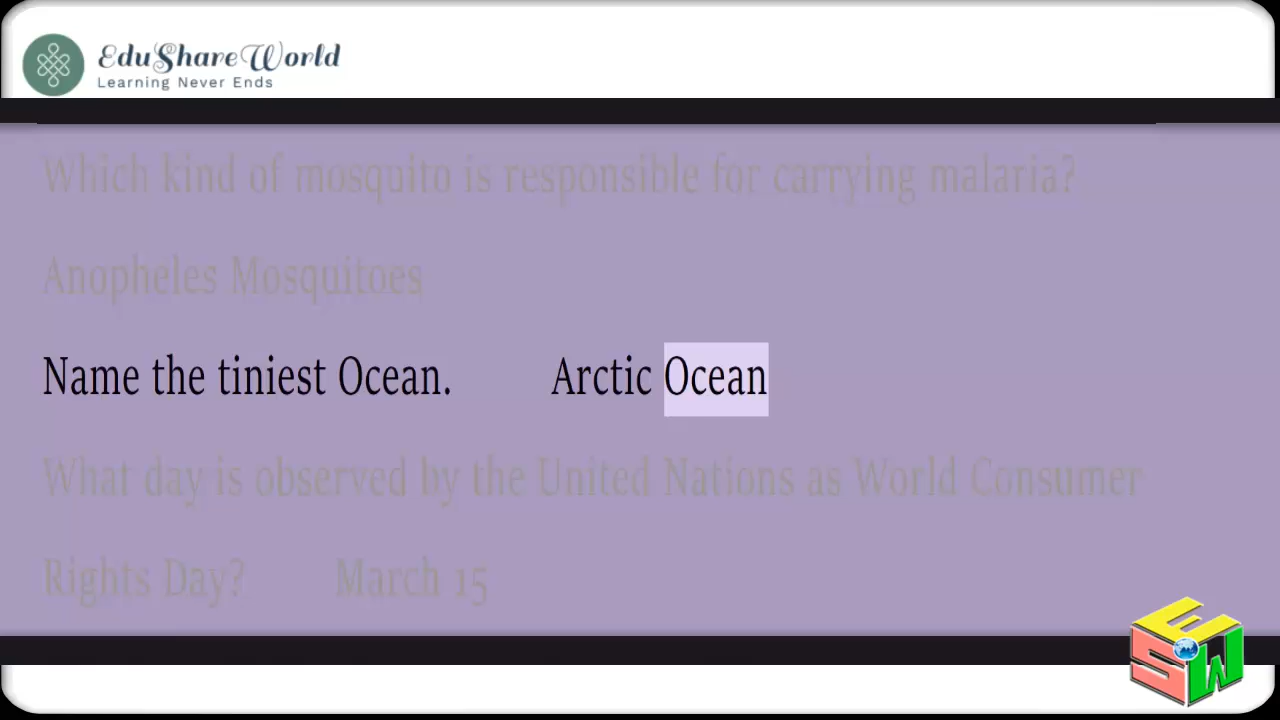 EduShareWorld
Learning Never Ends
Which kind of mosquito is responsible for carrying malaria?
Anopheles Mosquitoes
Name the tiniest Ocean. Arctic Ocean
What day is observed by the United Nations as World Consumer
Rights Day? March 15
ESW